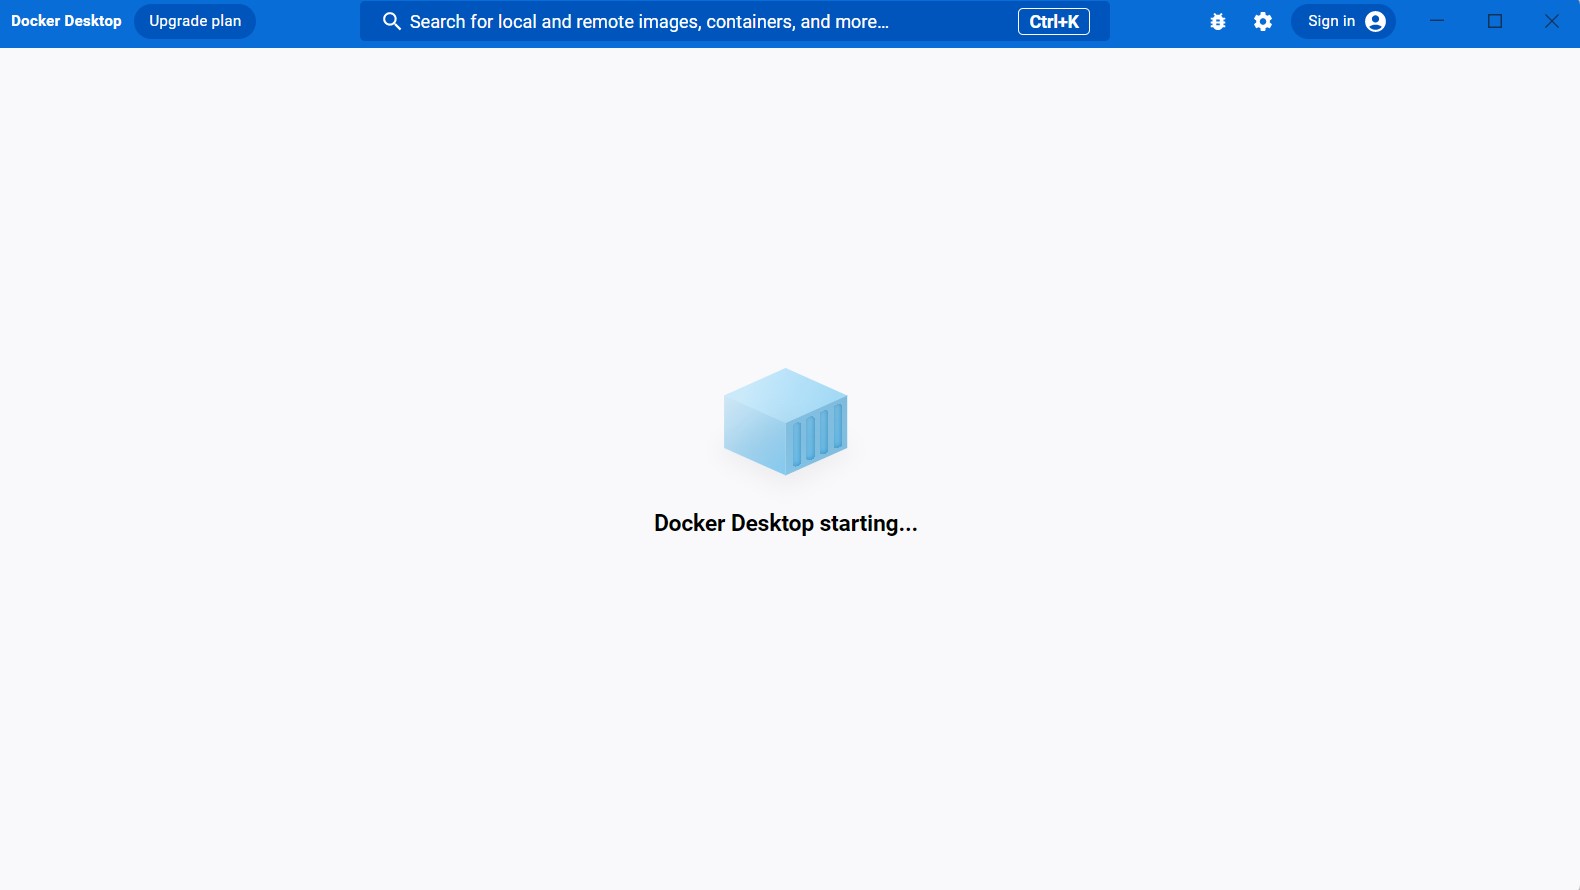 Docker Desktop
Upgrade plan
Search for local and remote images, containers, and more...
Ctrl+K
Sign in
Docker Desktop starting...